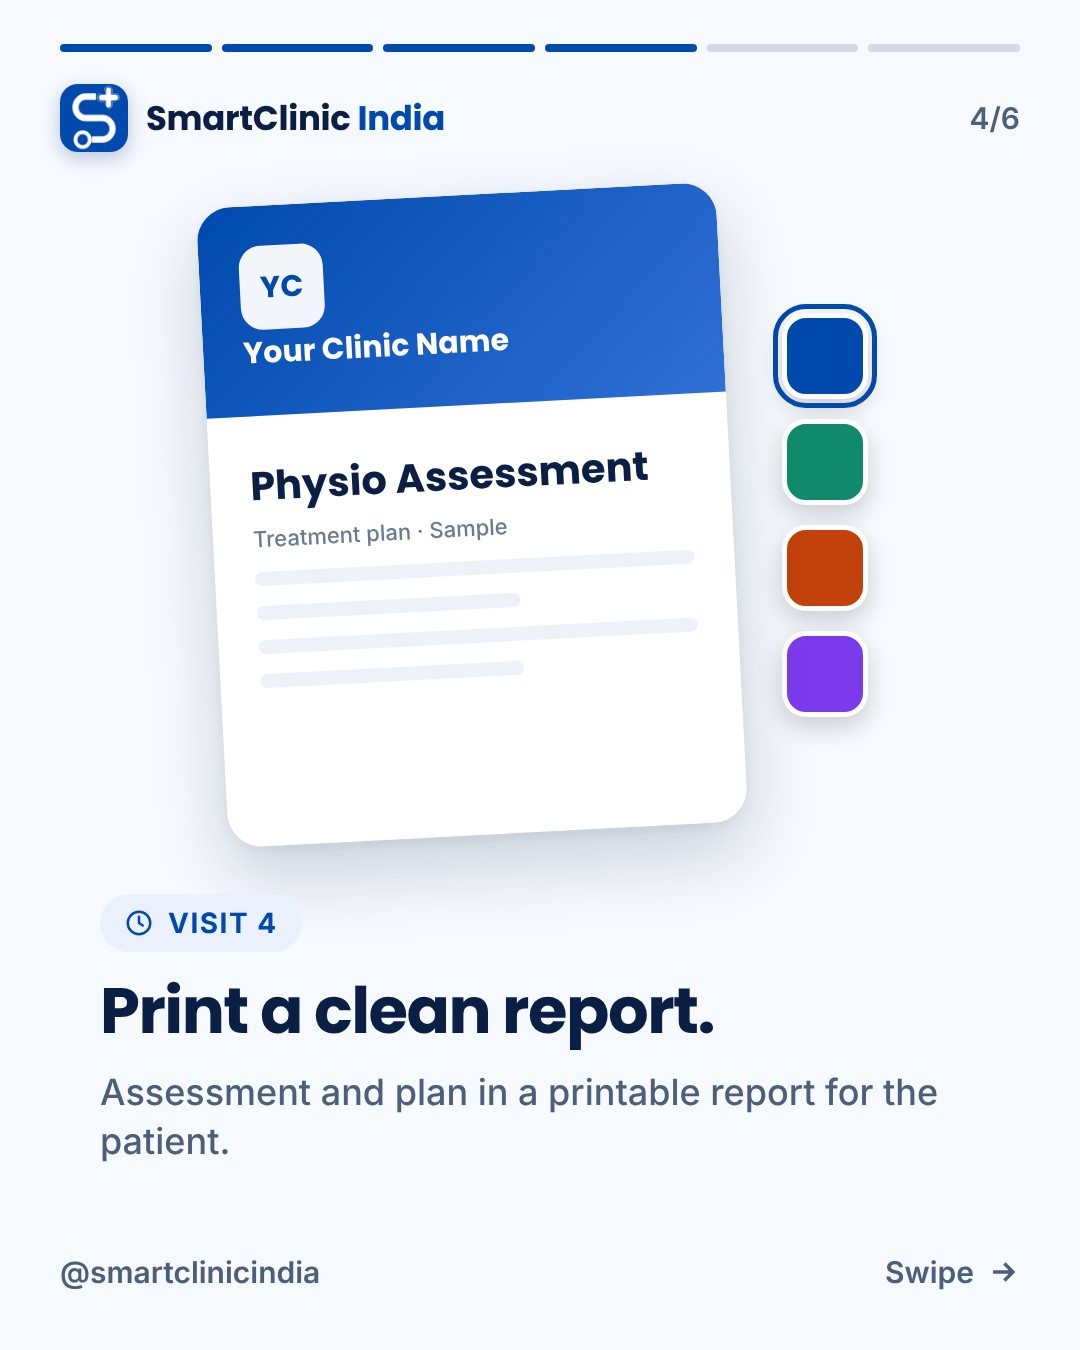 SmartClinic India
4/6
YC
Your Clinic Name
Physio Assessment
Treatment plan · Sample
VISIT 4
Print a clean report.
Assessment and plan in a printable report for the
patient.
@smartclinicindia
Swipe →